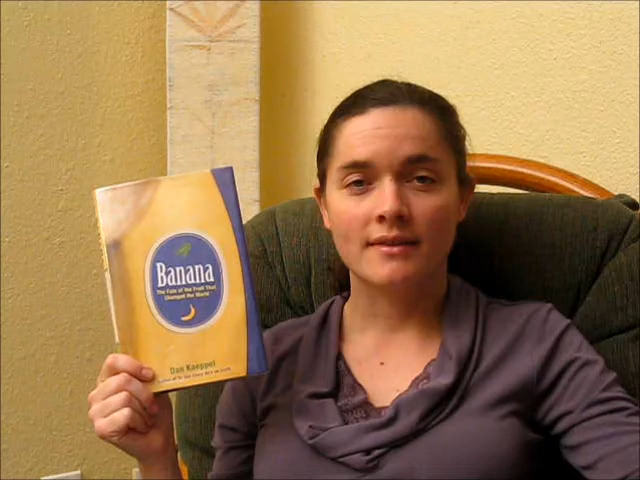 Banana
The Fate of the Fruit That
Changed the World
Dan Koeppel